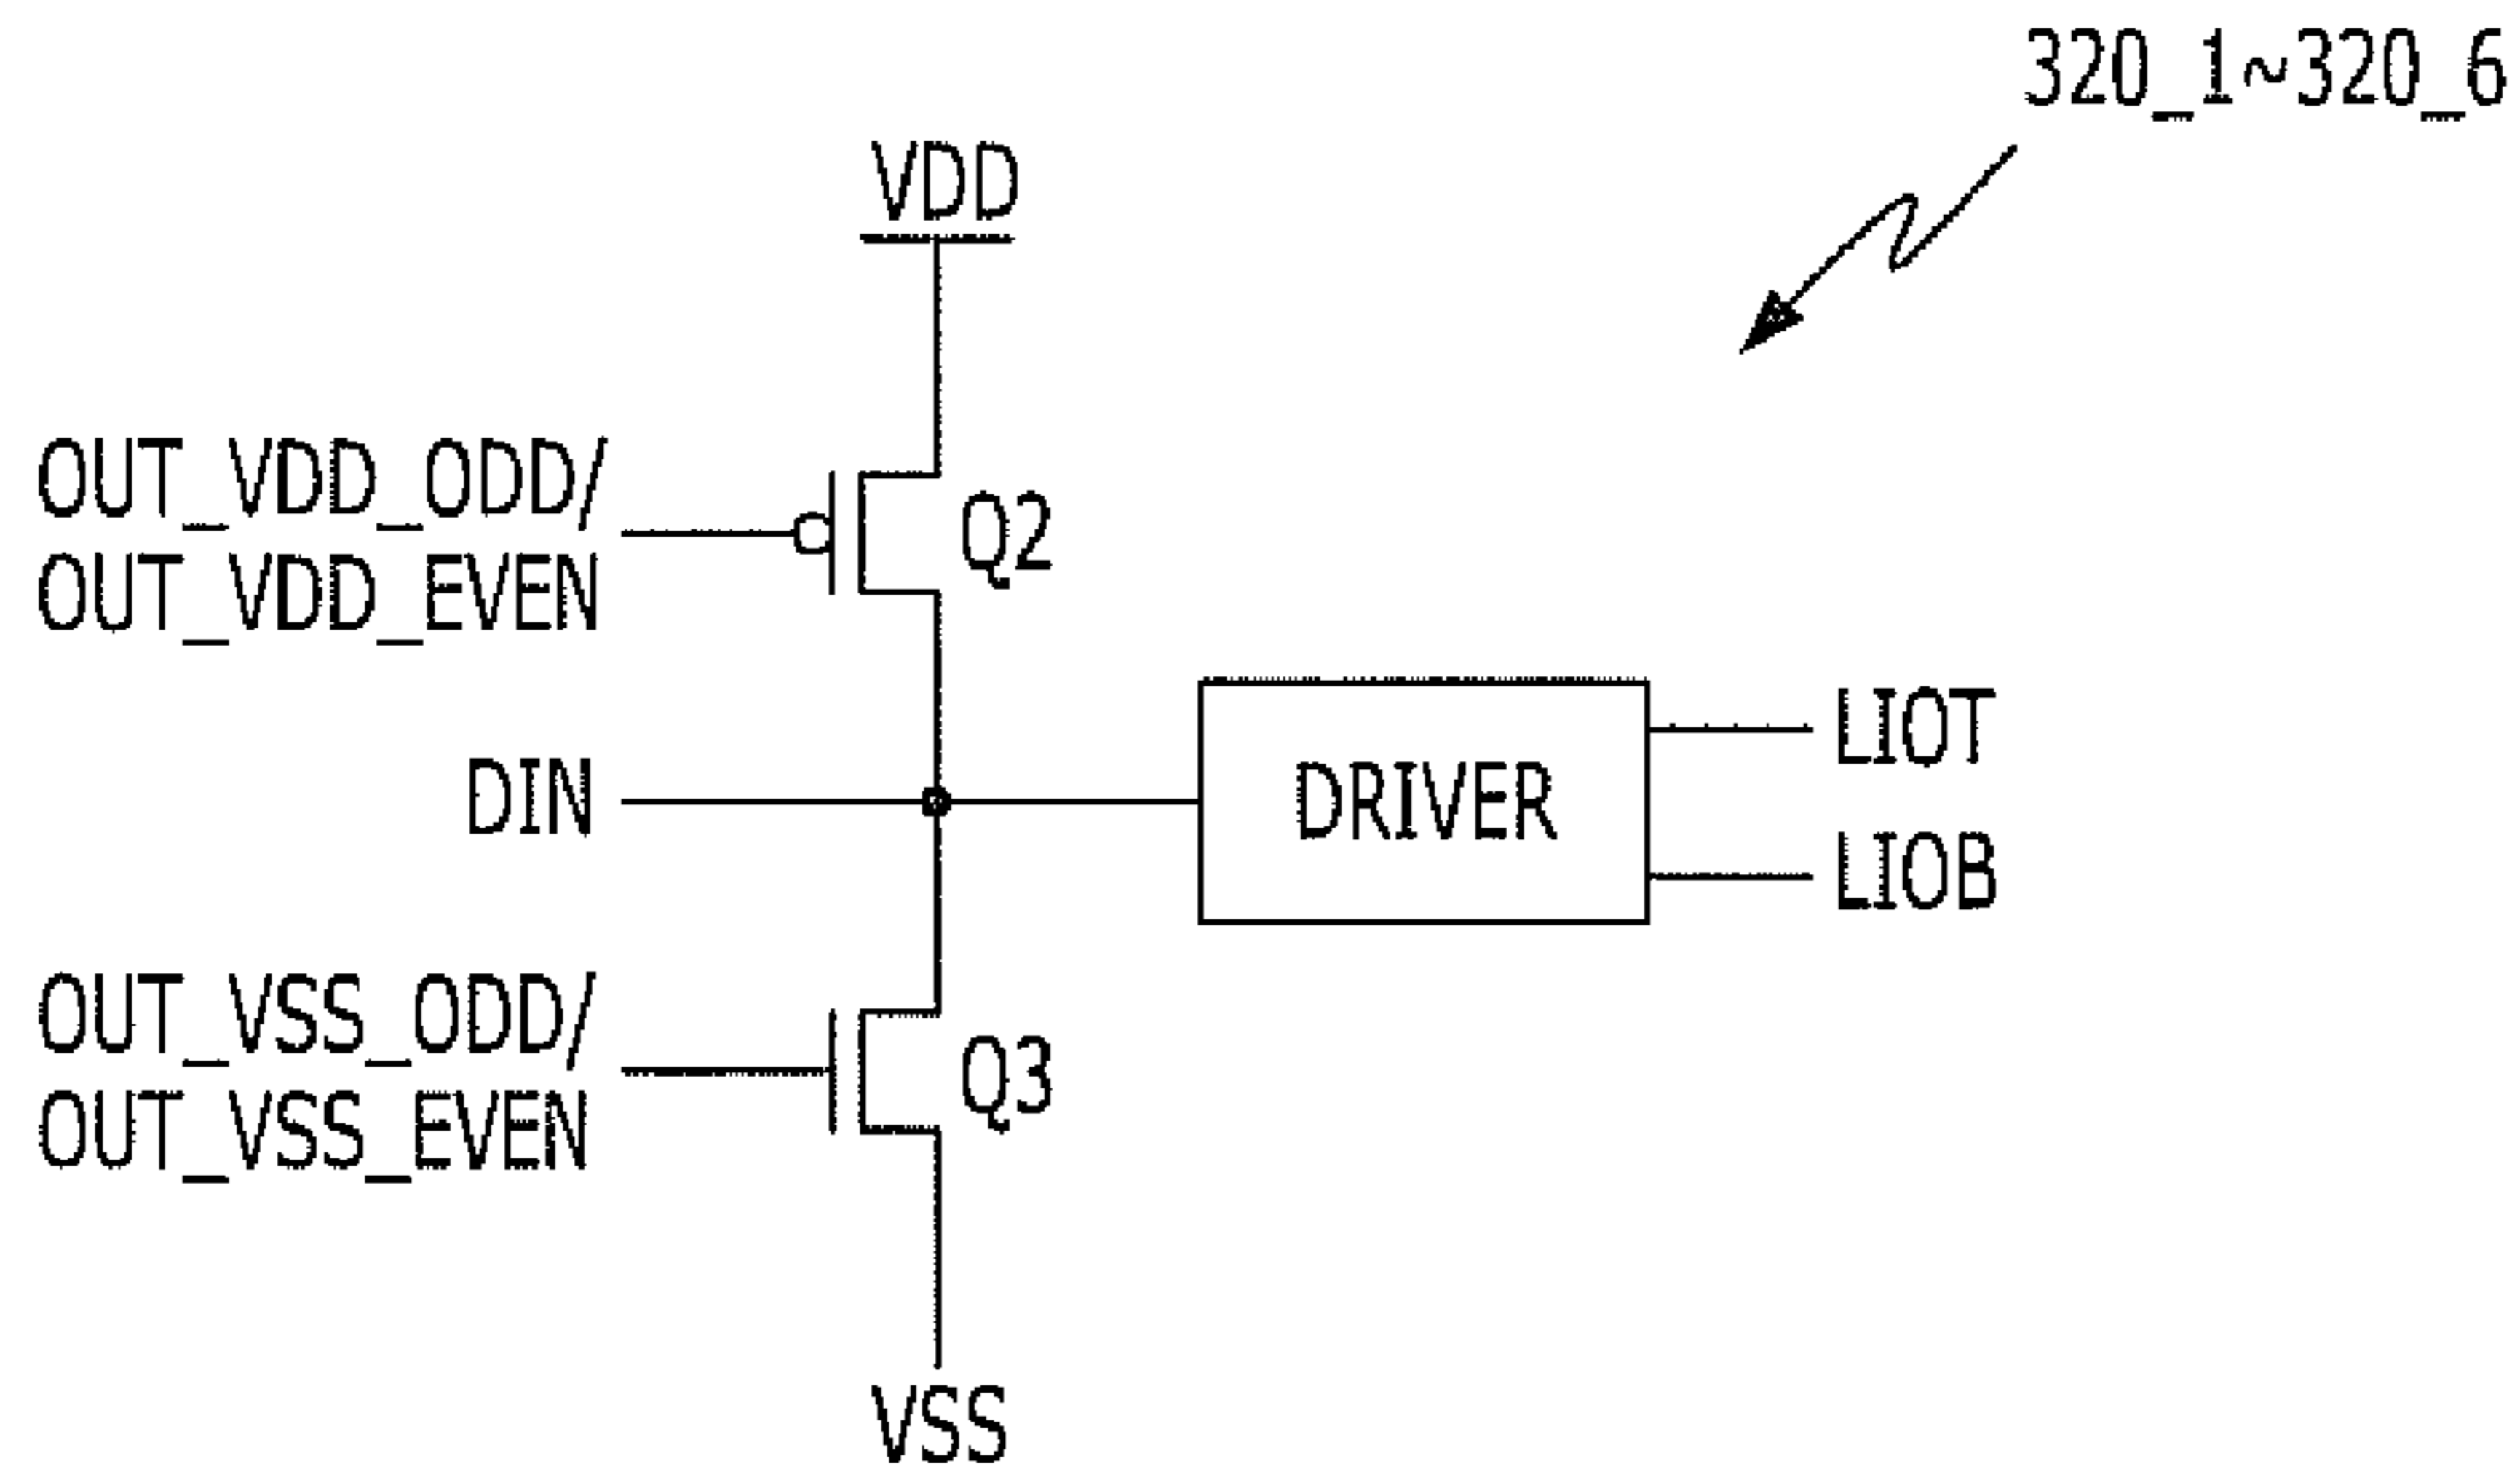 320_1~320_6
VDD
OUT_VDD_ODD/
OUT_VDD_EVEN
Q2
DIN
DRIVER
LIOT
LIOB
OUT_VSS_ODD/
OUT_VSS_EVEN
Q3
VSS